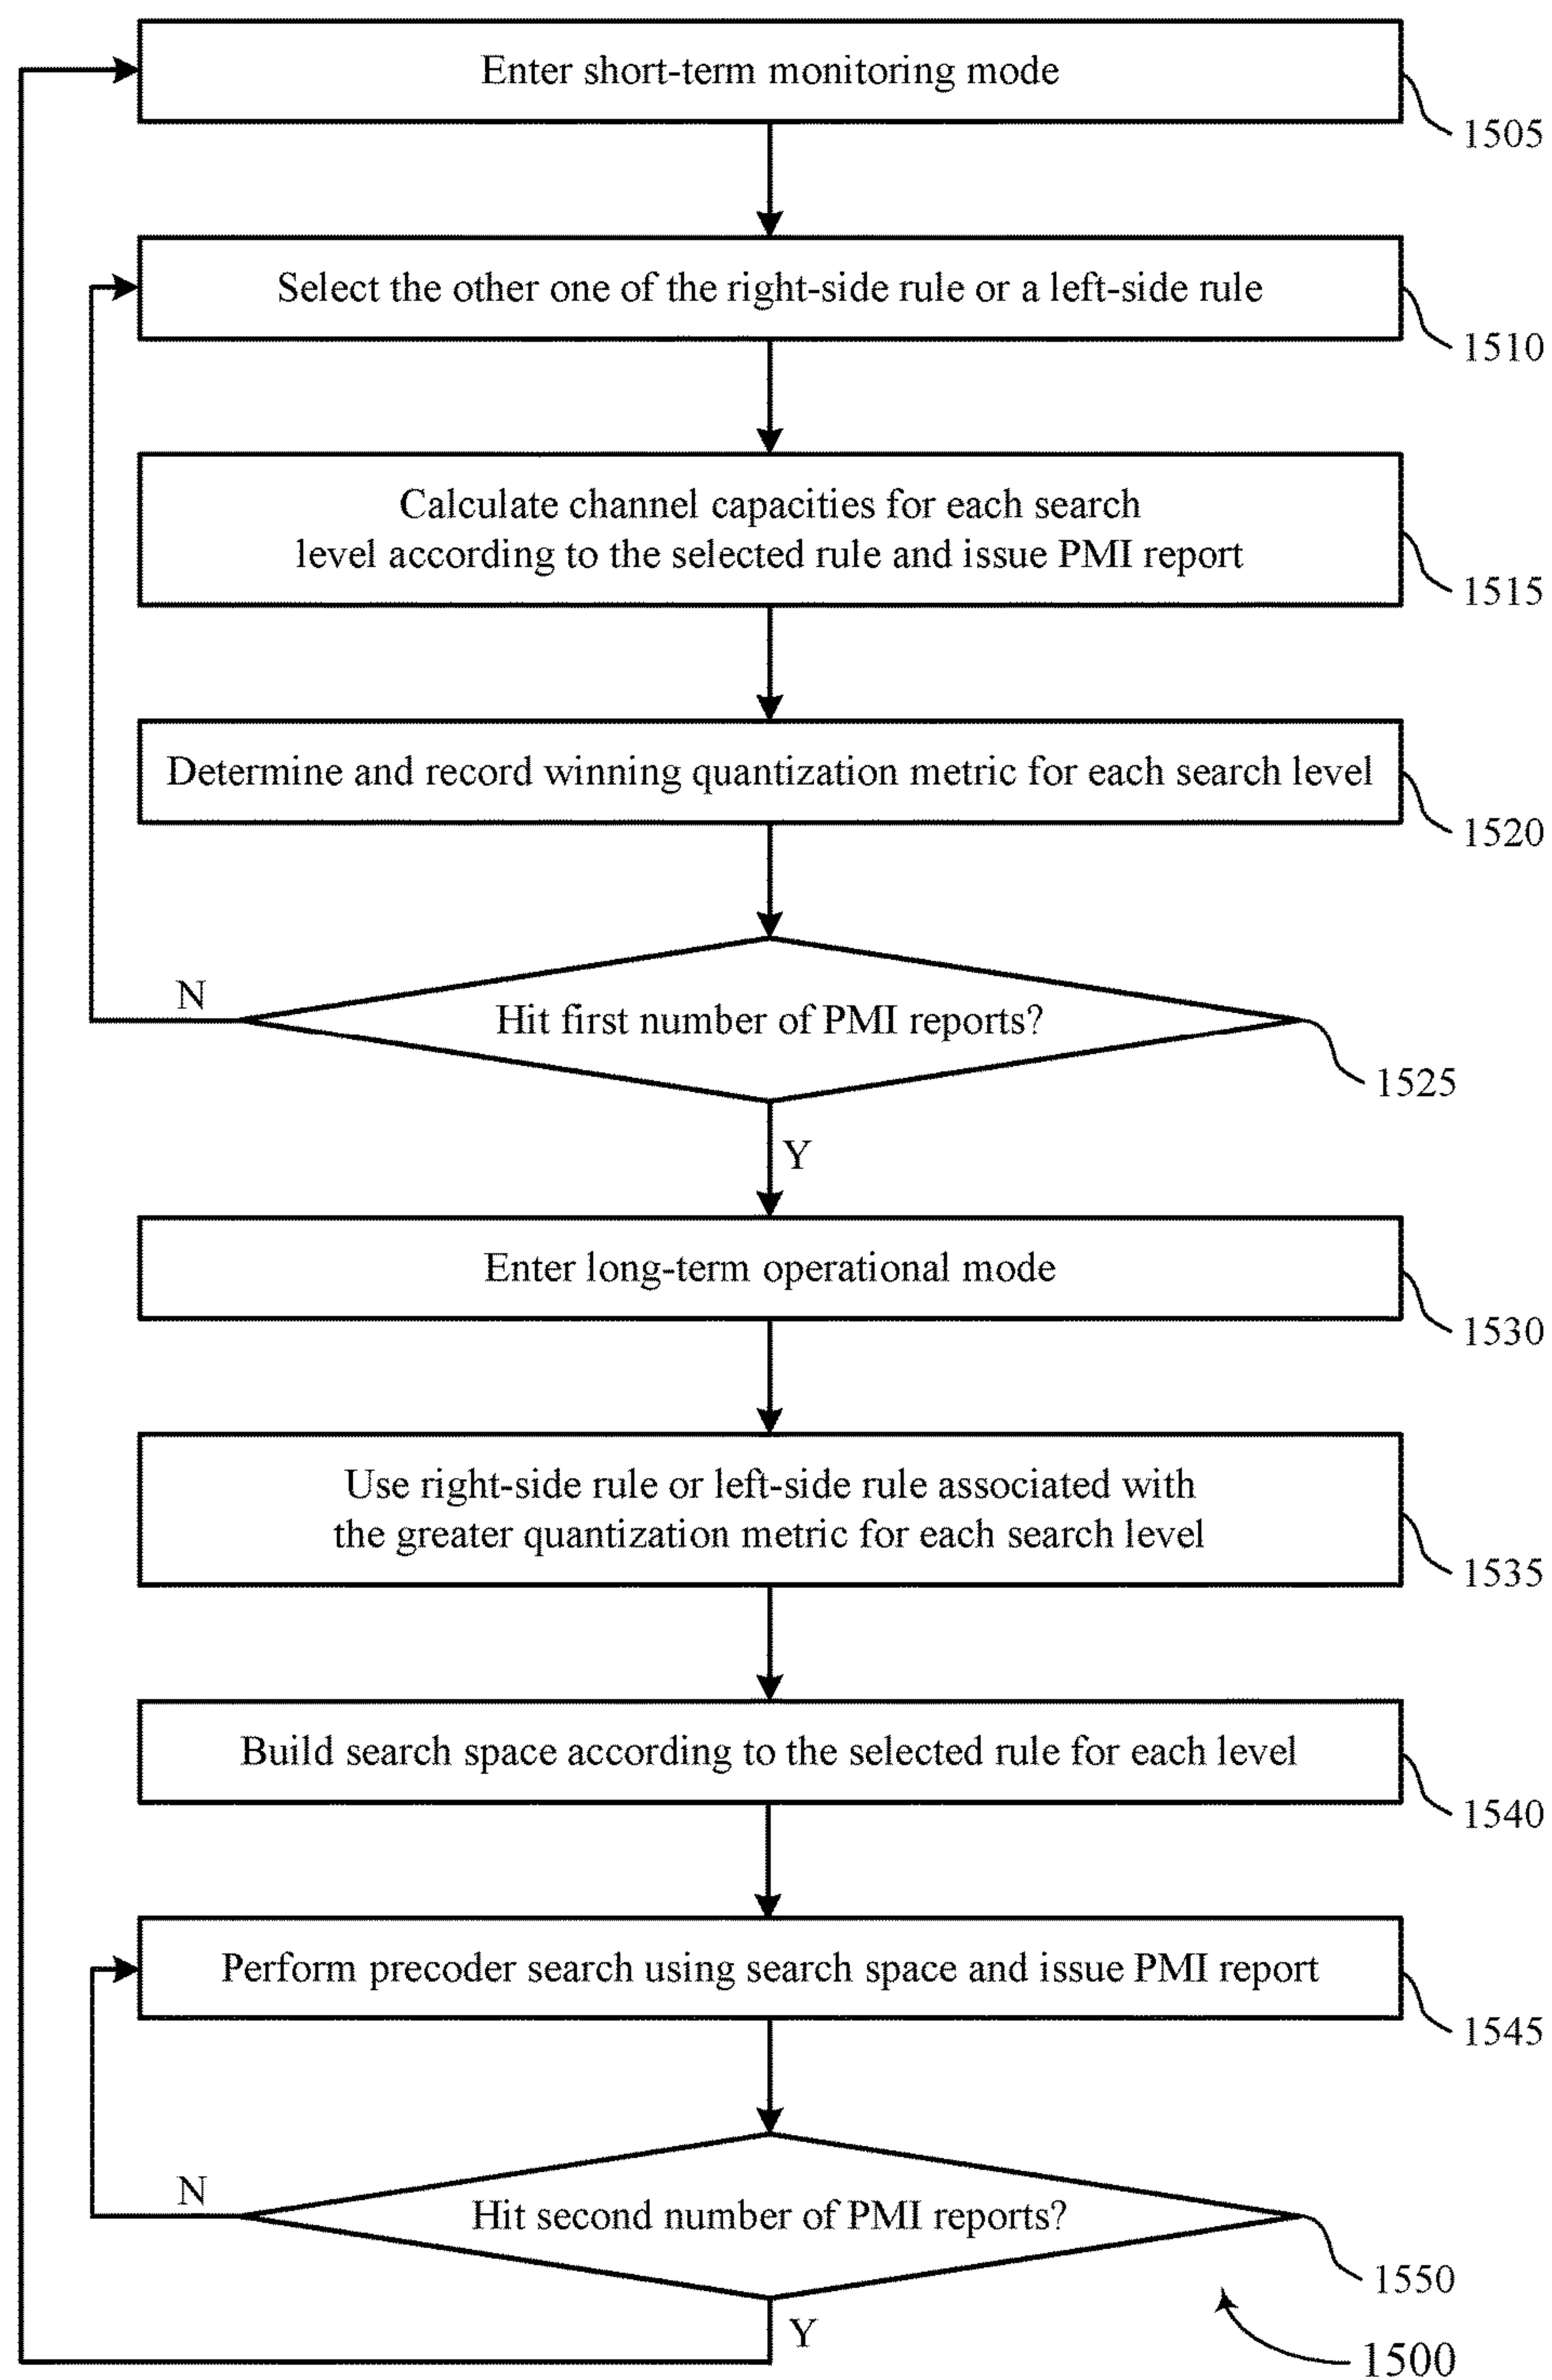 Enter short-term monitoring mode
1505
Select the other one of the right-side rule or a left-side rule
1510
Calculate channel capacities for each search
level according to the selected rule and issue PMI report
1515
Determine and record winning quantization metric for each search level
1520
N
Hit first number of PMI reports?
1525
Y
Enter long-term operational mode
1530
Use right-side rule or left-side rule associated with
the greater quantization metric for each search level
1535
Build search space according to the selected rule for each level
1540
Perform precoder search using search space and issue PMI report
1545
N
Hit second number of PMI reports?
1550
Y
1500